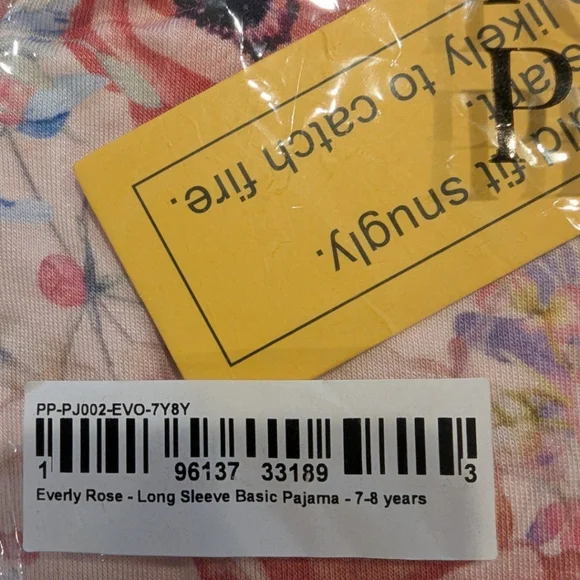 P
likely to catch fire.
fit snugly.
PP-PJ002-EVO-7Y8Y
1 96137 33189 3
Everly Rose - Long Sleeve Basic Pajama - 7-8 years